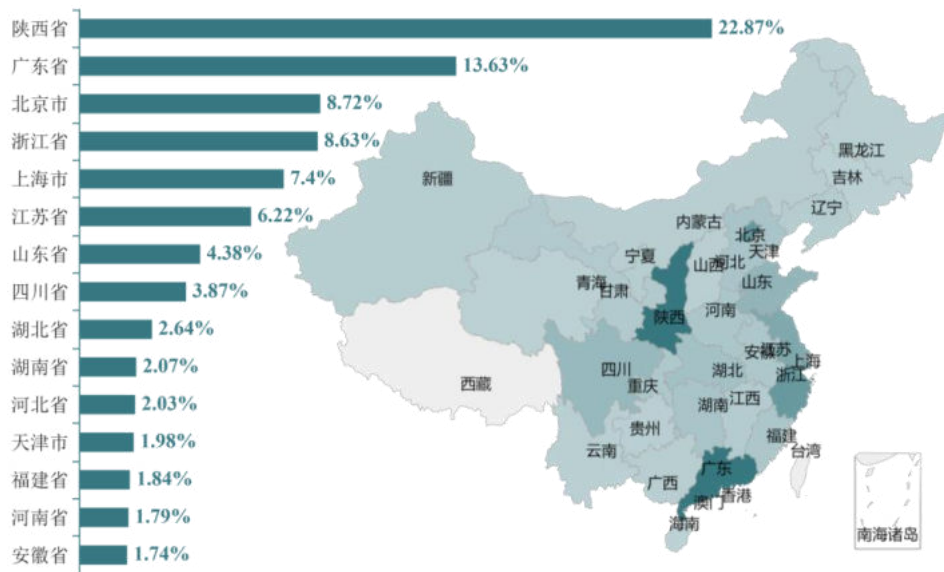 陕西省 22.87%
广东省 13.63%
北京市 8.72%
浙江省 8.63%
上海市 7.4%
江苏省 6.22%
山东省 4.38%
四川省 3.87%
湖北省 2.64%
湖南省 2.07%
河北省 2.03%
天津市 1.98%
福建省 1.84%
河南省 1.79%
安徽省 1.74%
黑龙江
吉林
新疆
辽宁
内蒙古
北京
天津
宁夏
山西
河北
青海
甘肃
山东
河南
陕西
安徽
江苏
上海
四川
湖北
浙江
西藏
重庆
湖南
江西
贵州
福建
云南
台湾
广东
广西
香港
澳门
海南
南海诸岛